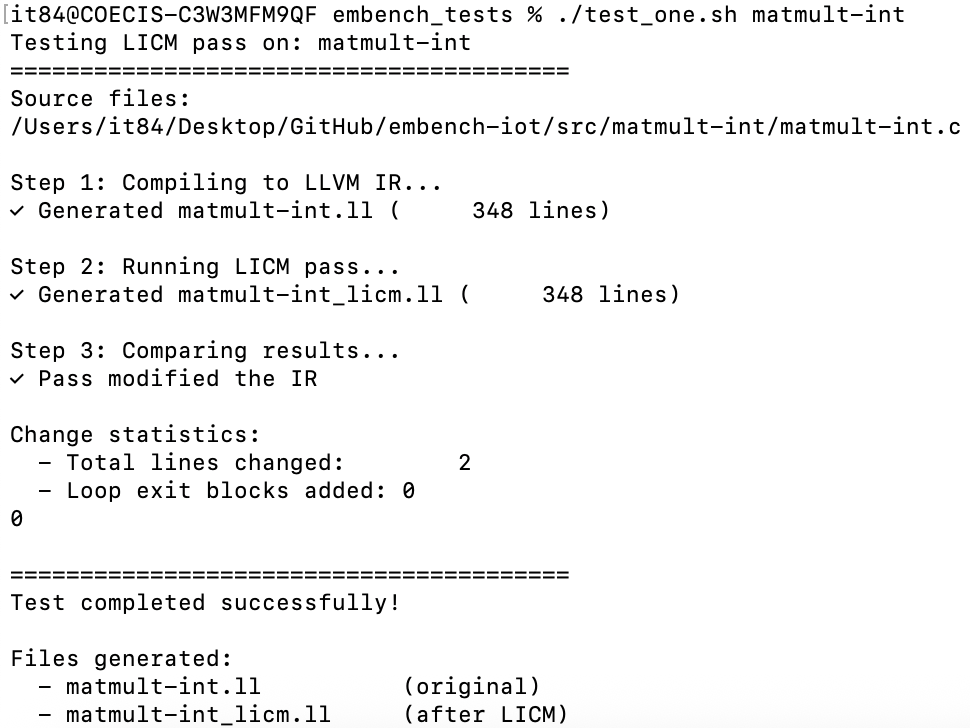 [it84@COECIS-C3W3MFM9QF embench_tests % ./test_one.sh matmult-int
Testing LICM pass on: matmult-int
========================================
Source files:
/Users/it84/Desktop/GitHub/embench-iot/src/matmult-int/matmult-int.c

Step 1: Compiling to LLVM IR...
✓ Generated matmult-int.ll (     348 lines)

Step 2: Running LICM pass...
✓ Generated matmult-int_licm.ll (     348 lines)

Step 3: Comparing results...
✓ Pass modified the IR

Change statistics:
  - Total lines changed:        2
  - Loop exit blocks added: 0
0

========================================
Test completed successfully!

Files generated:
  - matmult-int.ll          (original)
  - matmult-int_licm.ll     (after LICM)